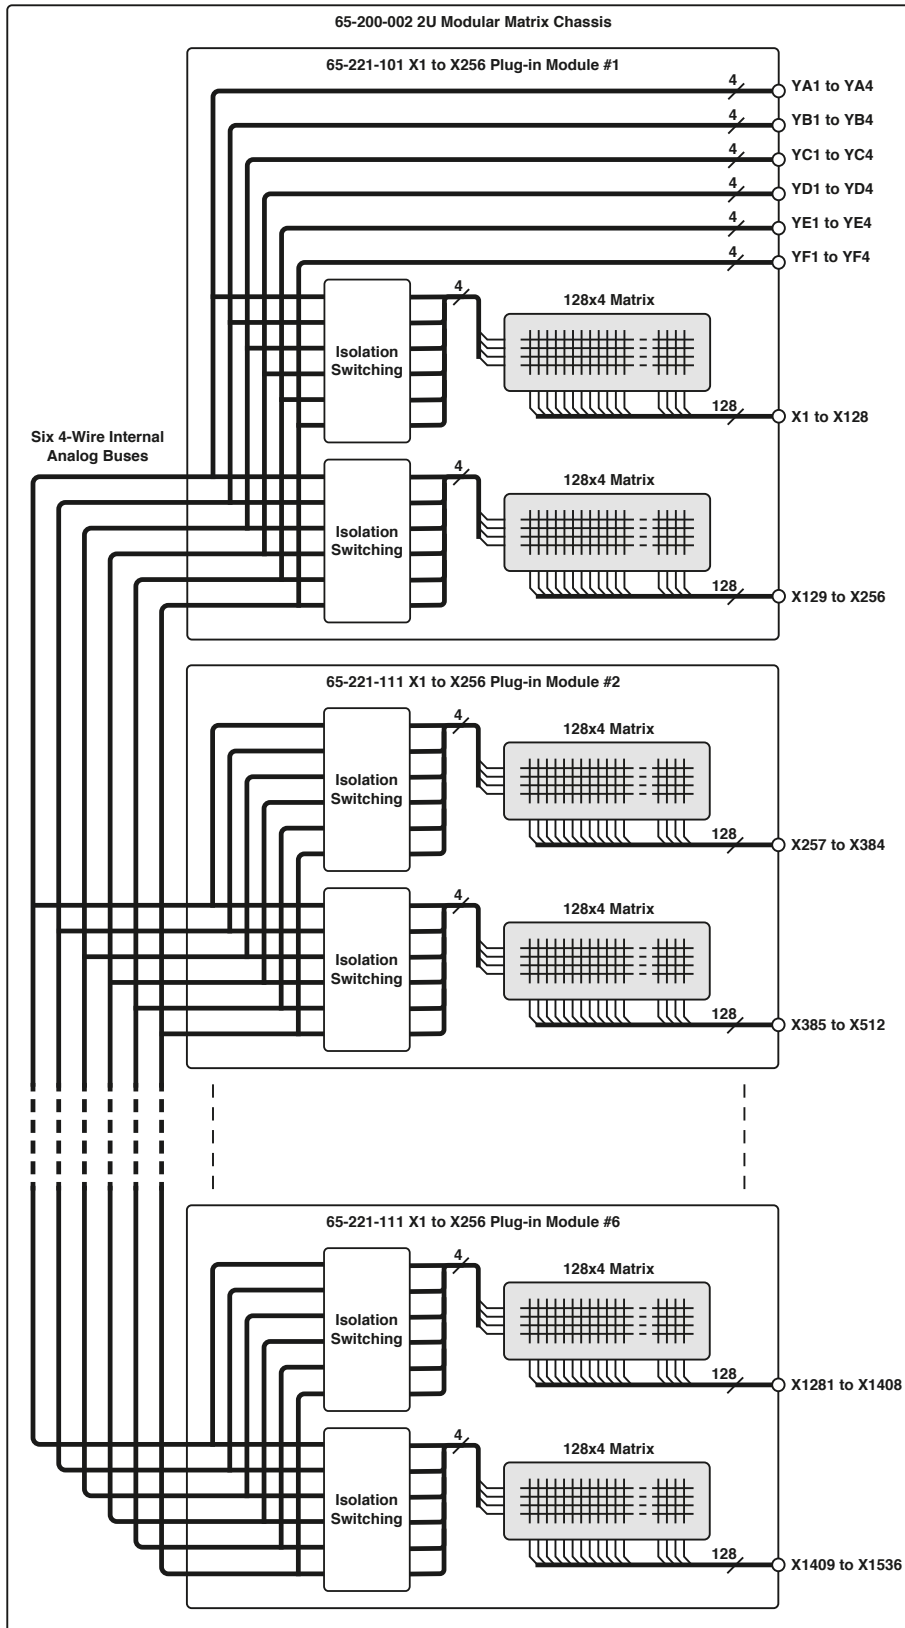 65-200-002 2U Modular Matrix Chassis
65-221-101 X1 to X256 Plug-in Module #1
4
YA1 to YA4
4
YB1 to YB4
4
YC1 to YC4
4
YD1 to YD4
4
YE1 to YE4
4
YF1 to YF4
4
128x4 Matrix
Isolation
Switching
128
X1 to X128
Six 4-Wire Internal
Analog Buses
4
128x4 Matrix
Isolation
Switching
128
X129 to X256
65-221-111 X1 to X256 Plug-in Module #2
4
128x4 Matrix
Isolation
Switching
128
X257 to X384
4
128x4 Matrix
Isolation
Switching
128
X385 to X512
65-221-111 X1 to X256 Plug-in Module #6
4
128x4 Matrix
Isolation
Switching
128
X1281 to X1408
4
128x4 Matrix
Isolation
Switching
128
X1409 to X1536